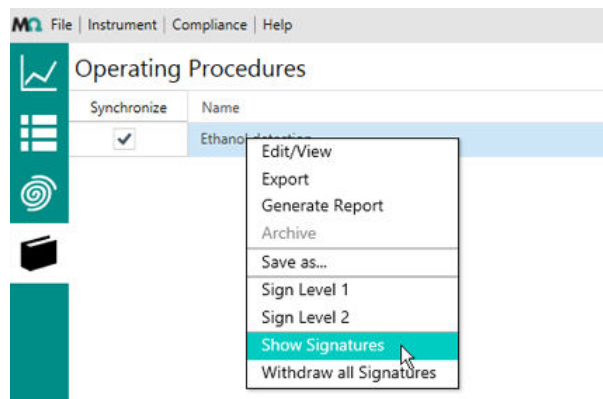 MΩ File | Instrument | Compliance | Help
Operating Procedures
Synchronize Name
Ethanol detection
Edit/View
Export
Generate Report
Archive
Save as...
Sign Level 1
Sign Level 2
Show Signatures
Withdraw all Signatures